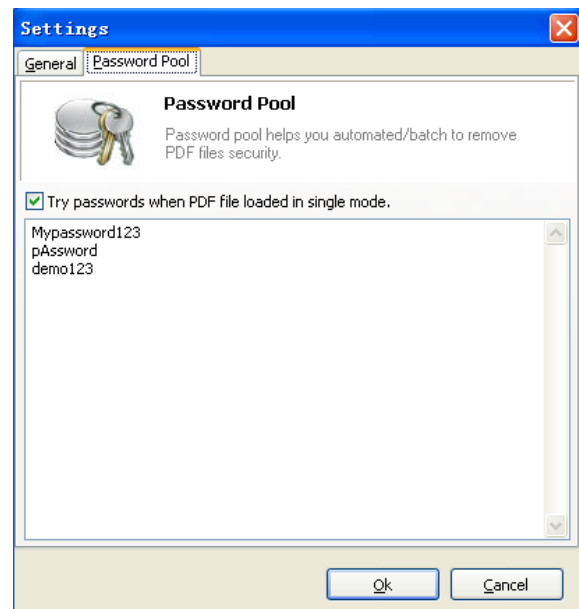 Settings
General Password Pool
Password Pool
Password pool helps you automated/batch to remove
PDF files security.
Try passwords when PDF file loaded in single mode.
Mypassword123
pAssword
demo123
Ok Cancel